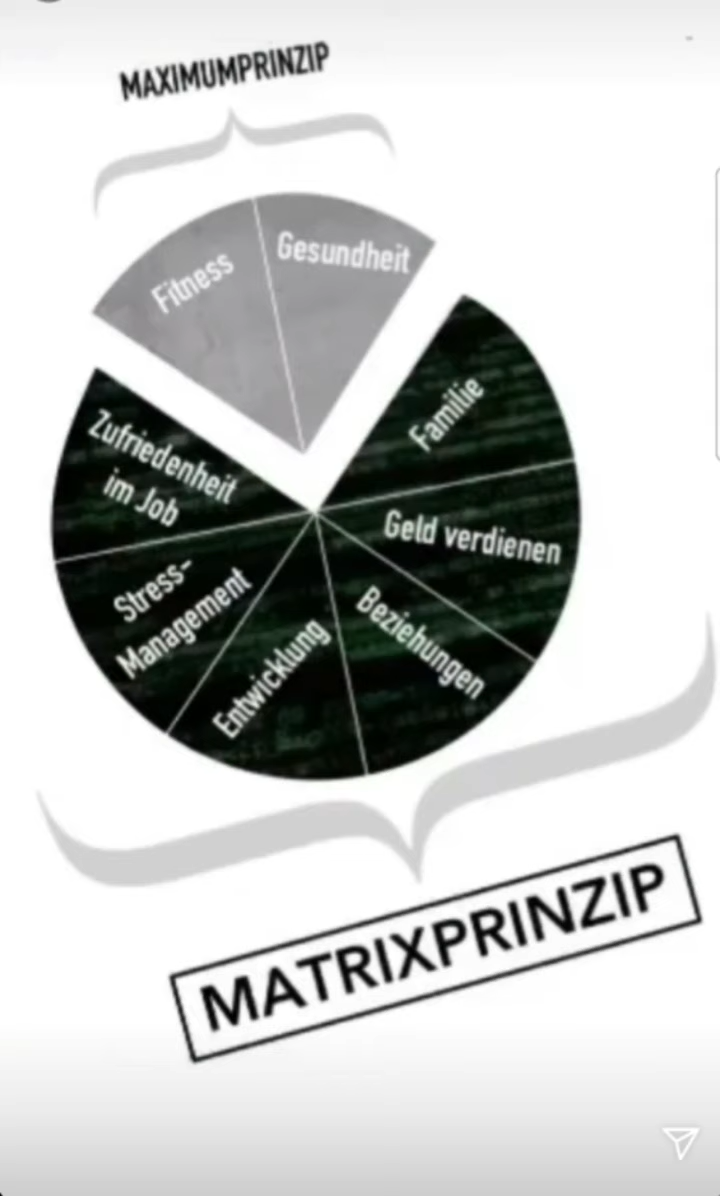 MAXIMUMPRINZIP
Fitness
Gesundheit
Familie
Geld verdienen
Beziehungen
Entwicklung
Stress-
Management
Zufriedenheit
im Job
MATRIXPRINZIP